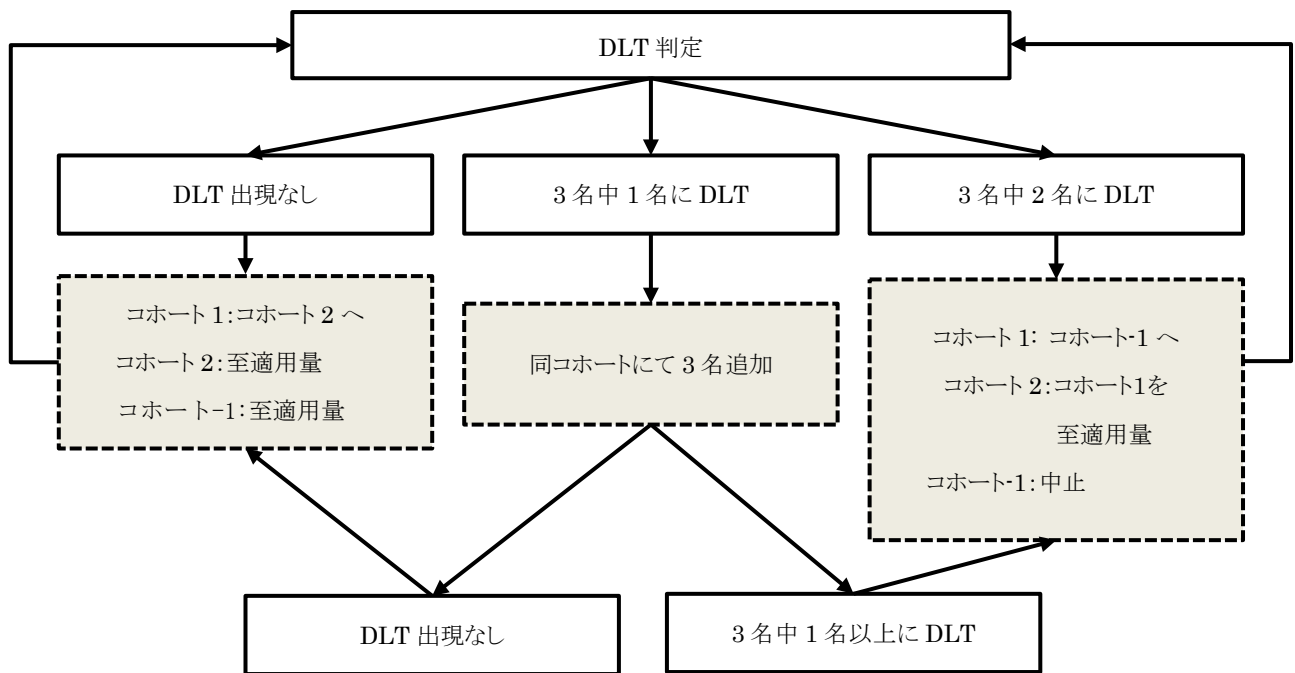 DLT 判定
DLT 出現なし
3 名中 1 名に DLT
3 名中 2 名に DLT
コホート 1:コホート 2 へ
コホート 2:至適用量
コホート-1:至適用量
同コホートにて 3 名追加
コホート 1: コホート-1 へ
コホート 2:コホート1を
至適用量
コホート-1:中止
DLT 出現なし
3 名中 1 名以上に DLT